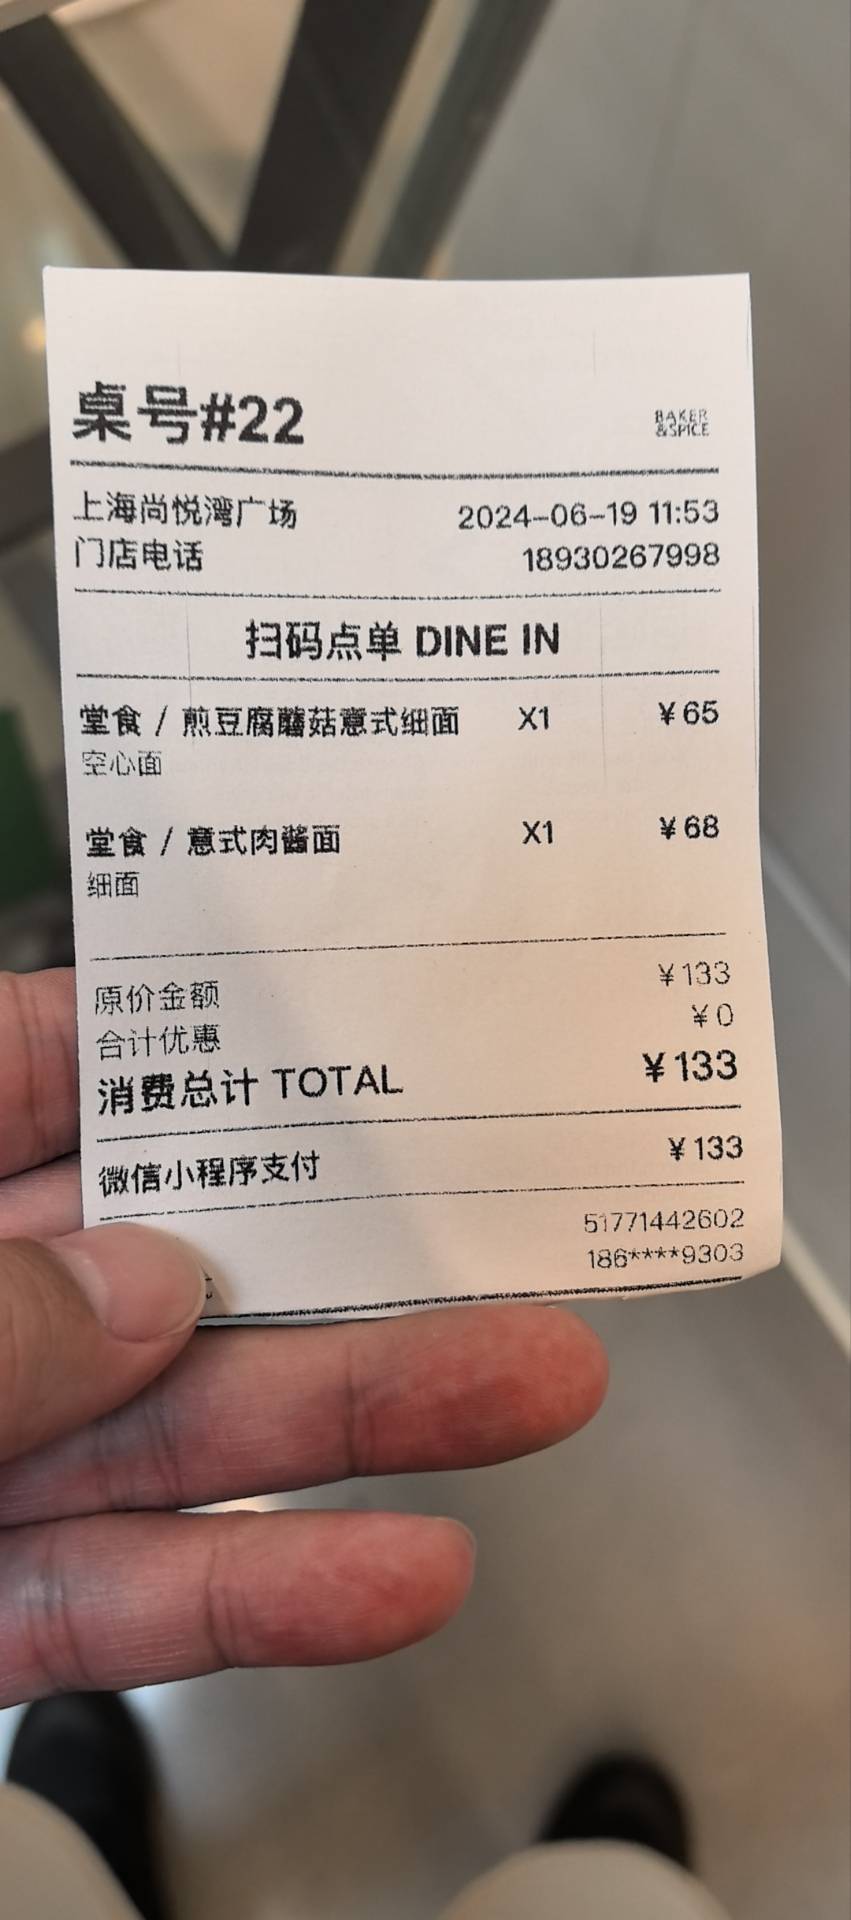 桌号#22
BAKER
&SPICE
上海尚悦湾广场 2024-06-19 11:53
门店电话 18930267998
扫码点单 DINE IN
堂食 / 煎豆腐蘑菇意式细面 X1 ¥65
空心面
堂食 / 意式肉酱面 X1 ¥68
细面
原价金额 ¥133
合计优惠 ¥0
消费总计 TOTAL ¥133
微信小程序支付 ¥133
51771442602
186****9303